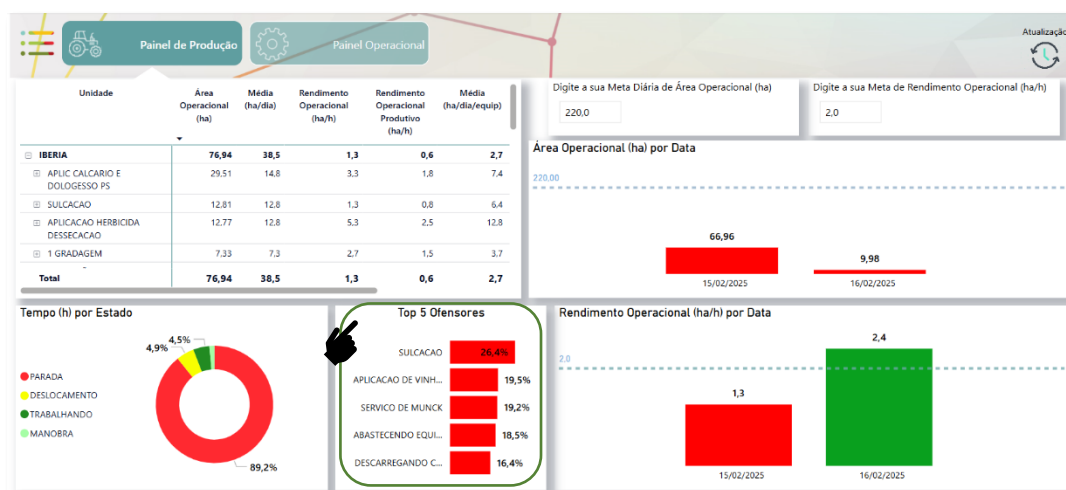 Painel de Produção
Painel Operacional
Atualização
Unidade
Área Operacional (ha)
Média (ha/dia)
Rendimento Operacional (ha/h)
Rendimento Operacional Produtivo (ha/h)
Média (ha/dia/equip)
IBERIA 76,94 38,5 1,3 0,6 2,7
APLIC CALCARIO E DOLOGESSO PS 29,51 14,8 3,3 1,8 7,4
SULCACAO 12,81 12,8 1,3 0,8 6,4
APLICACAO HERBICIDA DESSECACAO 12,77 12,8 5,3 2,5 12,8
1 GRADAGEM 7,33 7,3 2,7 1,5 3,7
Total 76,94 38,5 1,3 0,6 2,7
Digite a sua Meta Diária de Área Operacional (ha)
220,0
Digite a sua Meta de Rendimento Operacional (ha/h)
2,0
Área Operacional (ha) por Data
220,00
66,96
9,98
15/02/2025
16/02/2025
Tempo (h) por Estado
4,9%
4,5%
89,2%
PARADA
DESLOCAMENTO
TRABALHANDO
MANOBRA
Top 5 Ofensores
SULCACAO 26,4%
APLICACAO DE VINH... 19,5%
SERVICO DE MUNCK 19,2%
ABASTECENDO EQUI... 18,5%
DESCARREGANDO C... 16,4%
Rendimento Operacional (ha/h) por Data
2.0
1,3
2,4
15/02/2025
16/02/2025